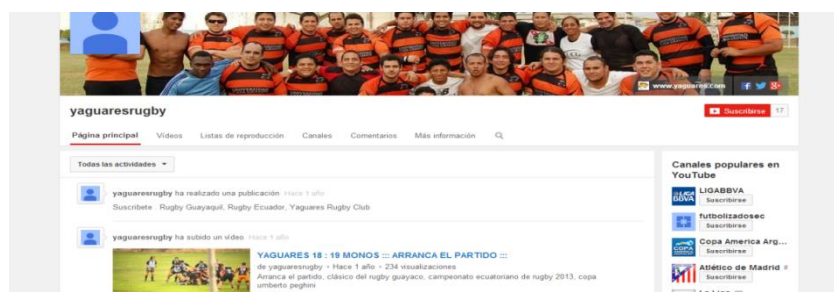 www.yaguares.com
yaguaresrugby
Suscribirse 17
Página principal Vídeos Listas de reproducción Canales Comentarios Más información
Todas las actividades
yaguaresrugby ha realizado una publicación Hace 1 año
Suscribete . Rugby Guayaquil, Rugby Ecuador, Yaguares Rugby Club
yaguaresrugby ha subido un vídeo Hace 1 año
YAGUARES 18 : 19 MONOS ::: ARRANCA EL PARTIDO :::
de yaguaresrugby • Hace 1 año • 234 visualizaciones
Arranca el partido, clásico del rugby guayaco, campeonato ecuatoriano de rugby 2013, copa
umberto peghini
Canales populares en
YouTube
LIGABBVA
Suscribirse
futbolizadosec
Suscribirse
Copa America Arg...
Suscribirse
Atlético de Madrid
Suscribirse